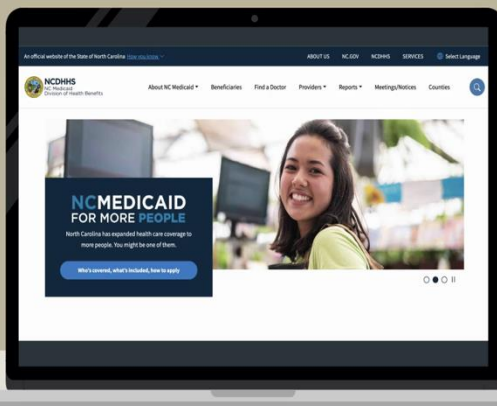 An official website of the State of North Carolina How you know
ABOUT US NC.GOV NCDHHS SERVICES Select Language
NCDHHS
NC Medicaid
Division of Health Benefits
About NC Medicaid Beneficiaries Find a Doctor Providers Reports Meetings/Notices Counties
NCMEDICAID
FOR MORE PEOPLE
North Carolina has expanded health care coverage to
more people. You might be one of them.
Who's covered, what's included, how to apply